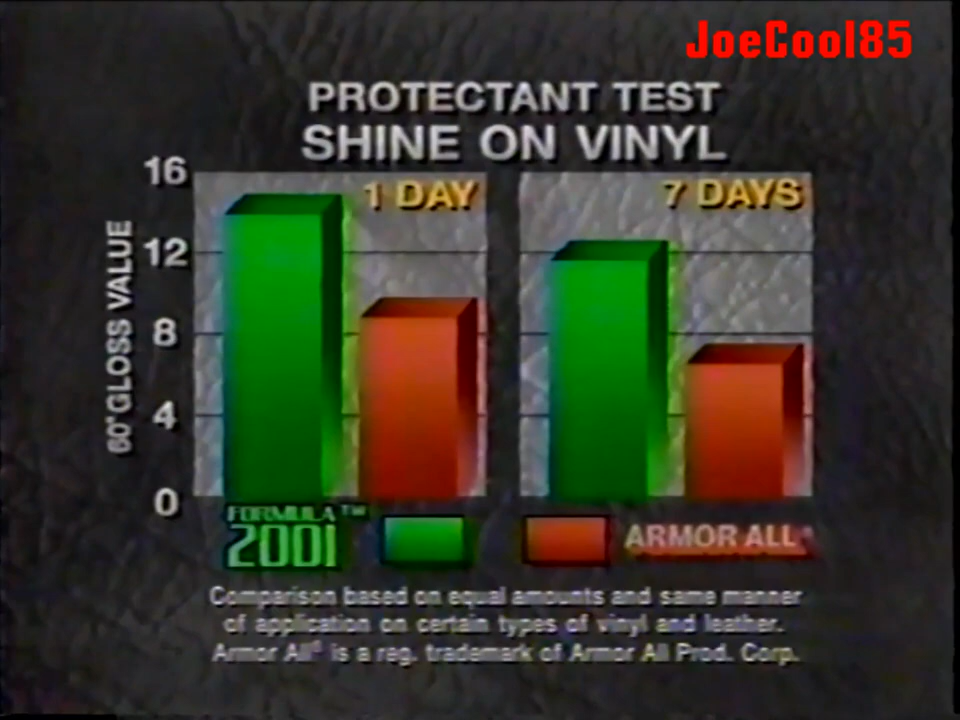 JoeCool85
PROTECTANT TEST
SHINE ON VINYL
16
1 DAY
7 DAYS
12
60° GLOSS VALUE
8
4
0
FORMULA™
2001
ARMOR ALL®
Comparison based on equal amounts and same manner
of application on certain types of vinyl and leather.
Armor All® is a reg. trademark of Armor All Prod. Corp.